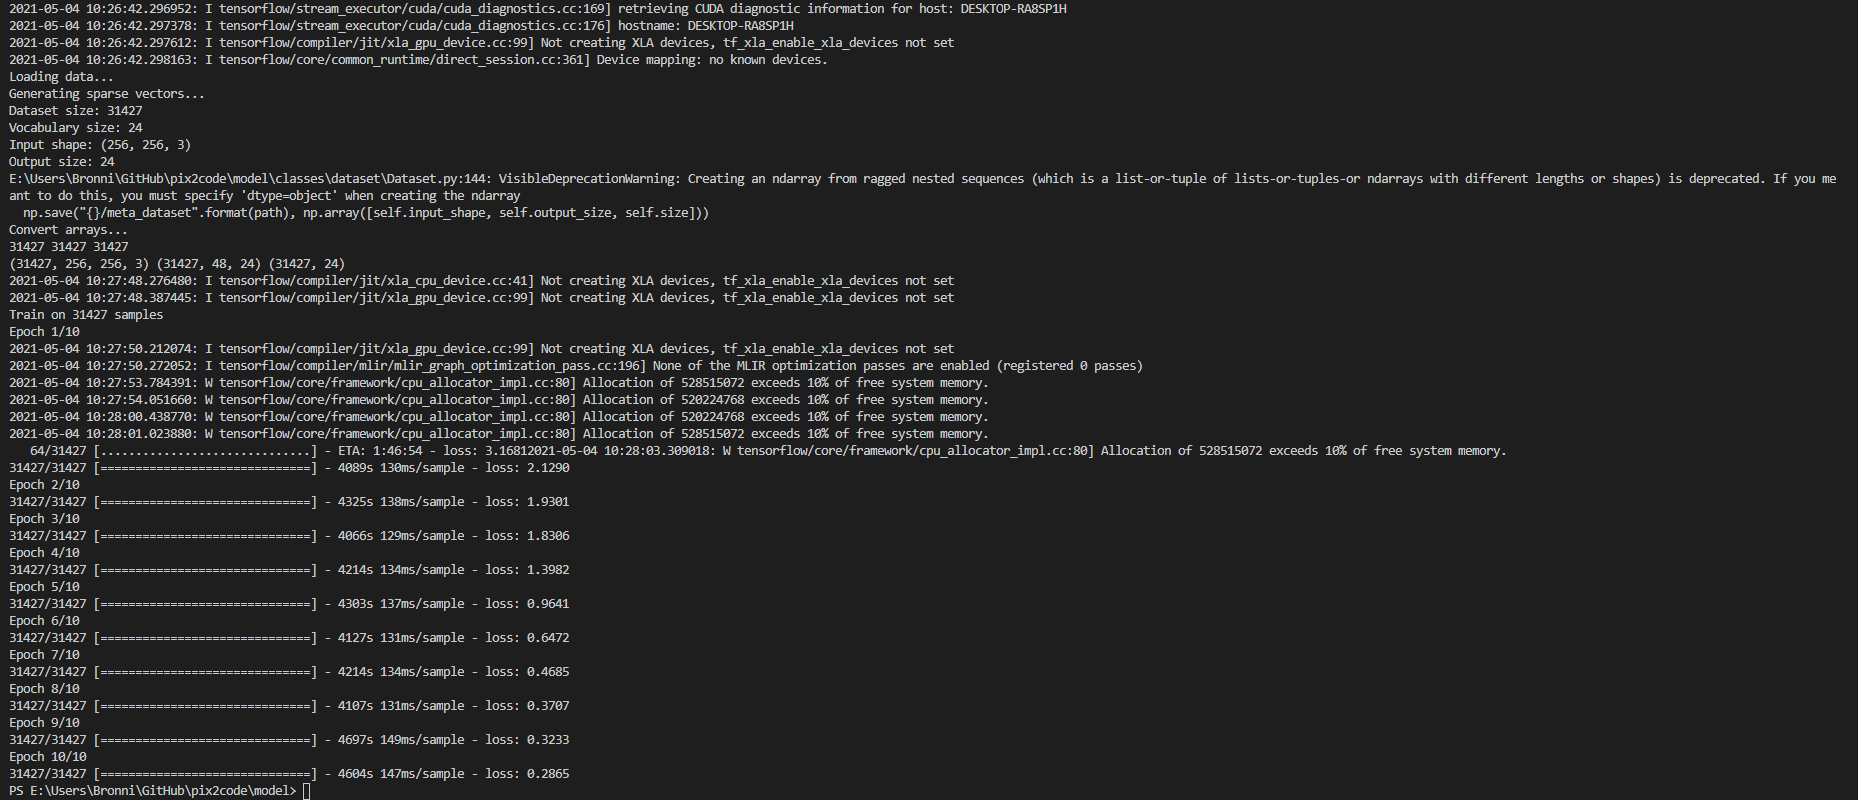 2021-05-04 10:26:42.296952: I tensorflow/stream_executor/cuda/cuda_diagnostics.cc:169] retrieving CUDA diagnostic information for host: DESKTOP-RA8SP1H
2021-05-04 10:26:42.297378: I tensorflow/stream_executor/cuda/cuda_diagnostics.cc:176] hostname: DESKTOP-RA8SP1H
2021-05-04 10:26:42.297612: I tensorflow/compiler/jit/xla_gpu_device.cc:99] Not creating XLA devices, tf_xla_enable_xla_devices not set
2021-05-04 10:26:42.298163: I tensorflow/core/common_runtime/direct_session.cc:361] Device mapping: no known devices.
Loading data...
Generating sparse vectors...
Dataset size: 31427
Vocabulary size: 24
Input shape: (256, 256, 3)
Output size: 24
E:\Users\Bronni\GitHub\pix2code\model\classes\dataset\Dataset.py:144: VisibleDeprecationWarning: Creating an ndarray from ragged nested sequences (which is a list-or-tuple of lists-or-tuples-or ndarrays with different lengths or shapes) is deprecated. If you me
ant to do this, you must specify 'dtype=object' when creating the ndarray
  np.save("{}/meta_dataset".format(path), np.array([self.input_shape, self.output_size, self.size]))
Convert arrays...
31427 31427 31427
(31427, 256, 256, 3) (31427, 48, 24) (31427, 24)
2021-05-04 10:27:48.276480: I tensorflow/compiler/jit/xla_cpu_device.cc:41] Not creating XLA devices, tf_xla_enable_xla_devices not set
2021-05-04 10:27:48.387445: I tensorflow/compiler/jit/xla_gpu_device.cc:99] Not creating XLA devices, tf_xla_enable_xla_devices not set
Train on 31427 samples
Epoch 1/10
2021-05-04 10:27:50.212074: I tensorflow/compiler/jit/xla_gpu_device.cc:99] Not creating XLA devices, tf_xla_enable_xla_devices not set
2021-05-04 10:27:50.272052: I tensorflow/compiler/mlir/mlir_graph_optimization_pass.cc:196] None of the MLIR optimization passes are enabled (registered 0 passes)
2021-05-04 10:27:53.784391: W tensorflow/core/framework/cpu_allocator_impl.cc:80] Allocation of 528515072 exceeds 10% of free system memory.
2021-05-04 10:27:54.051660: W tensorflow/core/framework/cpu_allocator_impl.cc:80] Allocation of 520224768 exceeds 10% of free system memory.
2021-05-04 10:28:00.438770: W tensorflow/core/framework/cpu_allocator_impl.cc:80] Allocation of 520224768 exceeds 10% of free system memory.
2021-05-04 10:28:01.023880: W tensorflow/core/framework/cpu_allocator_impl.cc:80] Allocation of 528515072 exceeds 10% of free system memory.
   64/31427 [..............................] - ETA: 1:46:54 - loss: 3.16812021-05-04 10:28:03.309018: W tensorflow/core/framework/cpu_allocator_impl.cc:80] Allocation of 528515072 exceeds 10% of free system memory.
31427/31427 [==============================] - 4089s 130ms/sample - loss: 2.1290
Epoch 2/10
31427/31427 [==============================] - 4325s 138ms/sample - loss: 1.9301
Epoch 3/10
31427/31427 [==============================] - 4066s 129ms/sample - loss: 1.8306
Epoch 4/10
31427/31427 [==============================] - 4214s 134ms/sample - loss: 1.3982
Epoch 5/10
31427/31427 [==============================] - 4303s 137ms/sample - loss: 0.9641
Epoch 6/10
31427/31427 [==============================] - 4127s 131ms/sample - loss: 0.6472
Epoch 7/10
31427/31427 [==============================] - 4214s 134ms/sample - loss: 0.4685
Epoch 8/10
31427/31427 [==============================] - 4107s 131ms/sample - loss: 0.3707
Epoch 9/10
31427/31427 [==============================] - 4697s 149ms/sample - loss: 0.3233
Epoch 10/10
31427/31427 [==============================] - 4604s 147ms/sample - loss: 0.2865
PS E:\Users\Bronni\GitHub\pix2code\model>